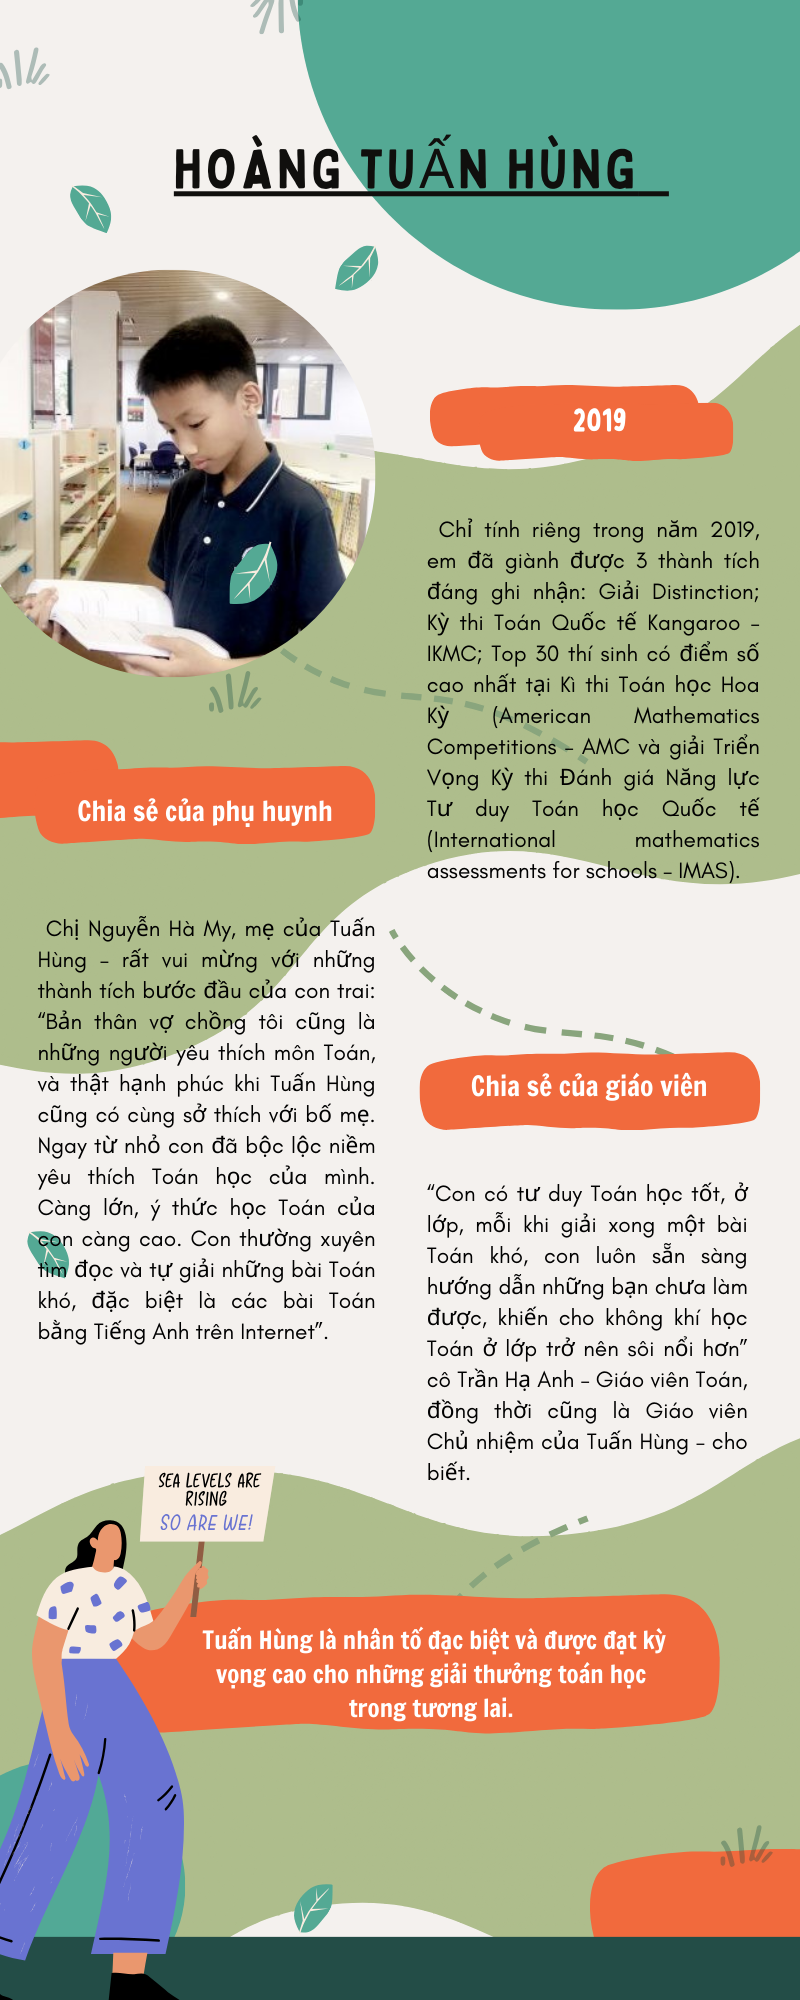 HOÀNG TUẤN HÙNG
2019
Chỉ tính riêng trong năm 2019,
em đã giành được 3 thành tích
đáng ghi nhận: Giải Distinction;
Kỳ thi Toán Quốc tế Kangaroo –
IKMC; Top 30 thí sinh có điểm số
cao nhất tại Kì thi Toán học Hoa
Kỳ (American Mathematics
Competitions – AMC và giải Triển
Vọng Kỳ thi Đánh giá Năng lực
Tư duy Toán học Quốc tế
(International mathematics
assessments for schools – IMAS).
Chia sẻ của phụ huynh
Chị Nguyễn Hà My, mẹ của Tuấn
Hùng – rất vui mừng với những
thành tích bước đầu của con trai:
“Bản thân vợ chồng tôi cũng là
những người yêu thích môn Toán,
và thật hạnh phúc khi Tuấn Hùng
cũng có cùng sở thích với bố mẹ.
Ngay từ nhỏ con đã bộc lộc niềm
yêu thích Toán học của mình.
Càng lớn, ý thức học Toán của
con càng cao. Con thường xuyên
tìm đọc và tự giải những bài Toán
khó, đặc biệt là các bài Toán
bằng Tiếng Anh trên Internet”.
Chia sẻ của giáo viên
“Con có tư duy Toán học tốt, ở
lớp, mỗi khi giải xong một bài
Toán khó, con luôn sẵn sàng
hướng dẫn những bạn chưa làm
được, khiến cho không khí học
Toán ở lớp trở nên sôi nổi hơn”
cô Trần Hạ Anh – Giáo viên Toán,
đồng thời cũng là Giáo viên
Chủ nhiệm của Tuấn Hùng – cho
biết.
SEA LEVELS ARE
RISING
SO ARE WE!
Tuấn Hùng là nhân tố đạc biệt và được đạt kỳ
vọng cao cho những giải thưởng toán học
trong tương lai.